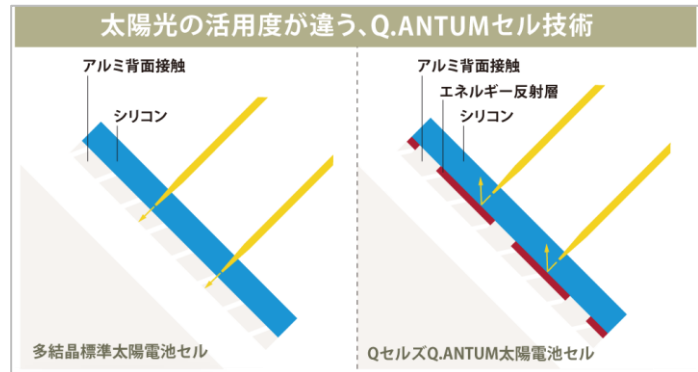 太陽光の活用度が違う、Q.ANTUMセル技術
アルミ背面接触
シリコン
多結晶標準太陽電池セル
アルミ背面接触
エネルギー反射層
シリコン
QセルズQ.ANTUM太陽電池セル